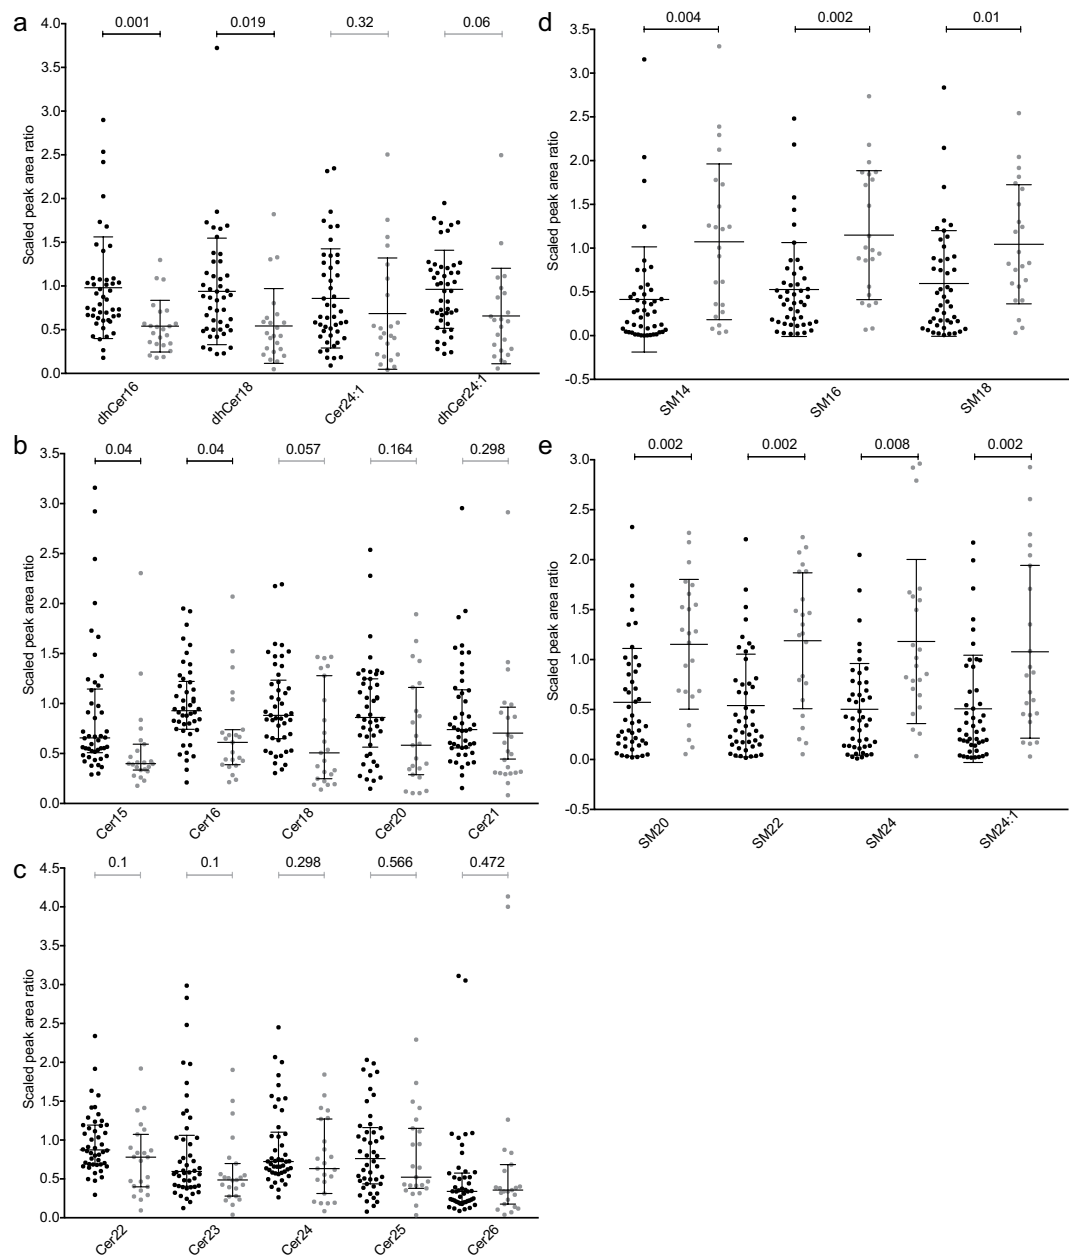 a
0.001 0.019 0.32 0.06
4.0
3.5
3.0
2.5
2.0
1.5
1.0
0.5
0.0
Scaled peak area ratio
dhCer16 dhCer18 Cer24:1 dhCer24:1
b
0.04 0.04 0.057 0.164 0.298
3.5
3.0
2.5
2.0
1.5
1.0
0.5
0.0
Scaled peak area ratio
Cer15 Cer16 Cer18 Cer20 Cer21
c
0.1 0.1 0.298 0.566 0.472
4.5
4.0
3.5
3.0
2.5
2.0
1.5
1.0
0.5
0.0
Scaled peak area ratio
Cer22 Cer23 Cer24 Cer25 Cer26
d
0.004 0.002 0.01
3.5
3.0
2.5
2.0
1.5
1.0
0.5
0.0
-0.5
Scaled peak area ratio
SM14 SM16 SM18
e
0.002 0.002 0.008 0.002
3.0
2.5
2.0
1.5
1.0
0.5
0.0
-0.5
Scaled peak area ratio
SM20 SM22 SM24 SM24:1